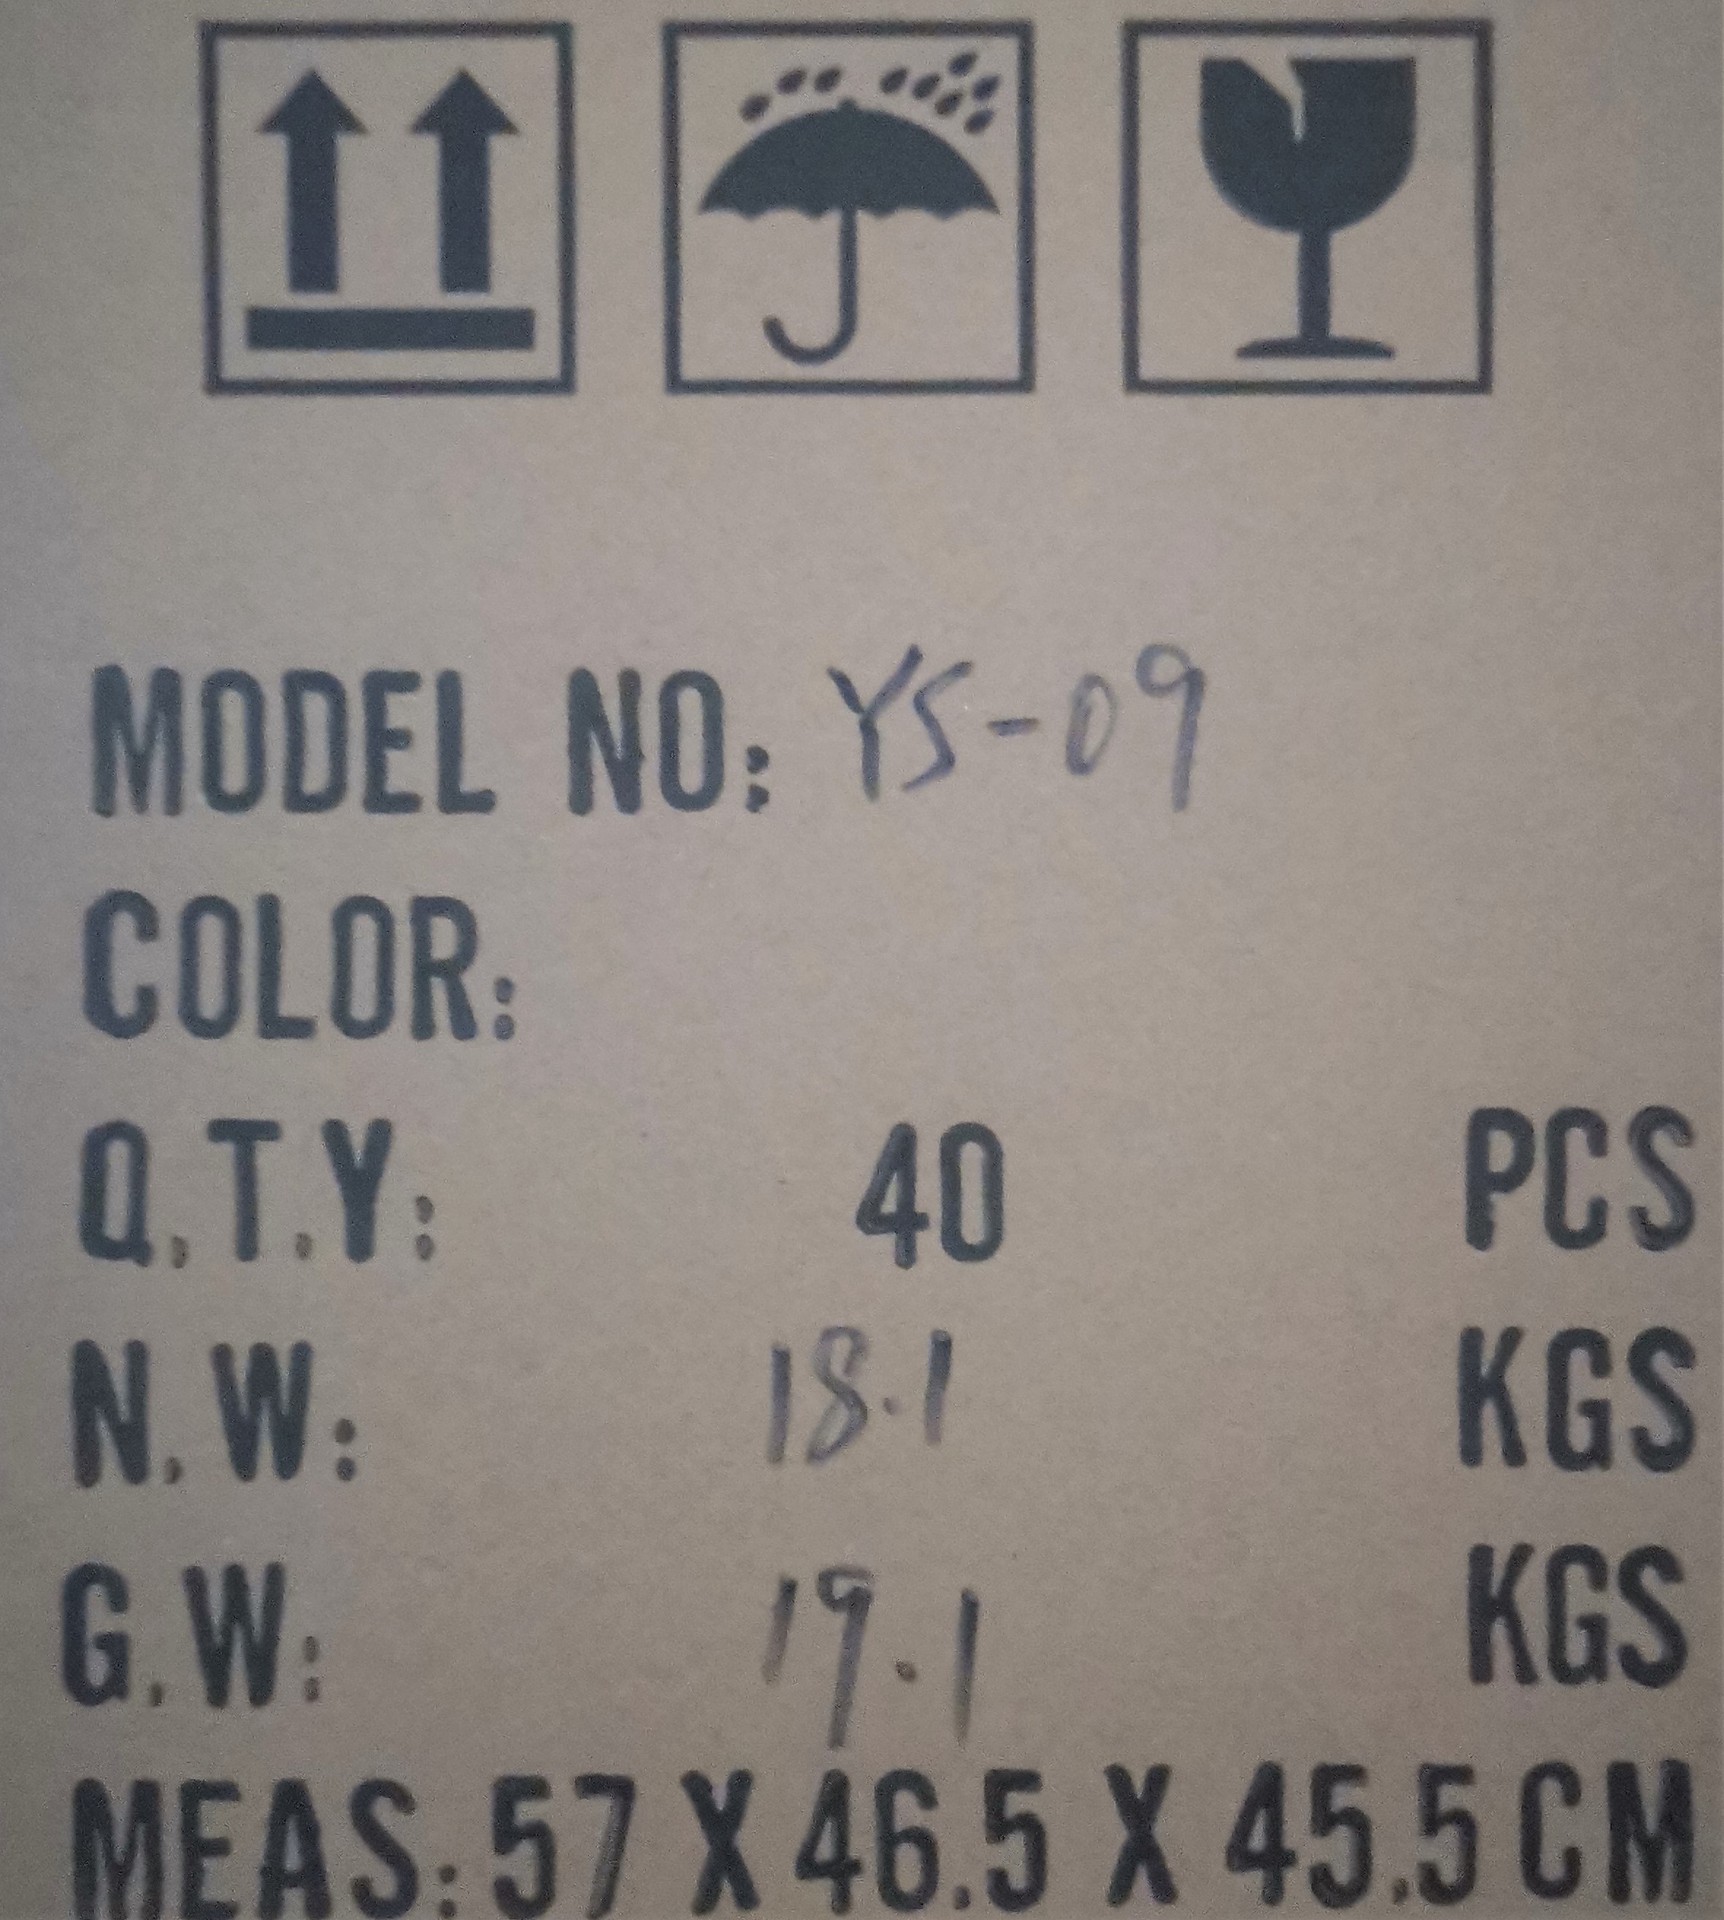 MODEL NO: YS-09
COLOR:
Q.T.Y: 40 PCS
N.W: 18.1 KGS
G.W: 19.1 KGS
MEAS: 57 X 46.5 X 45.5 CM